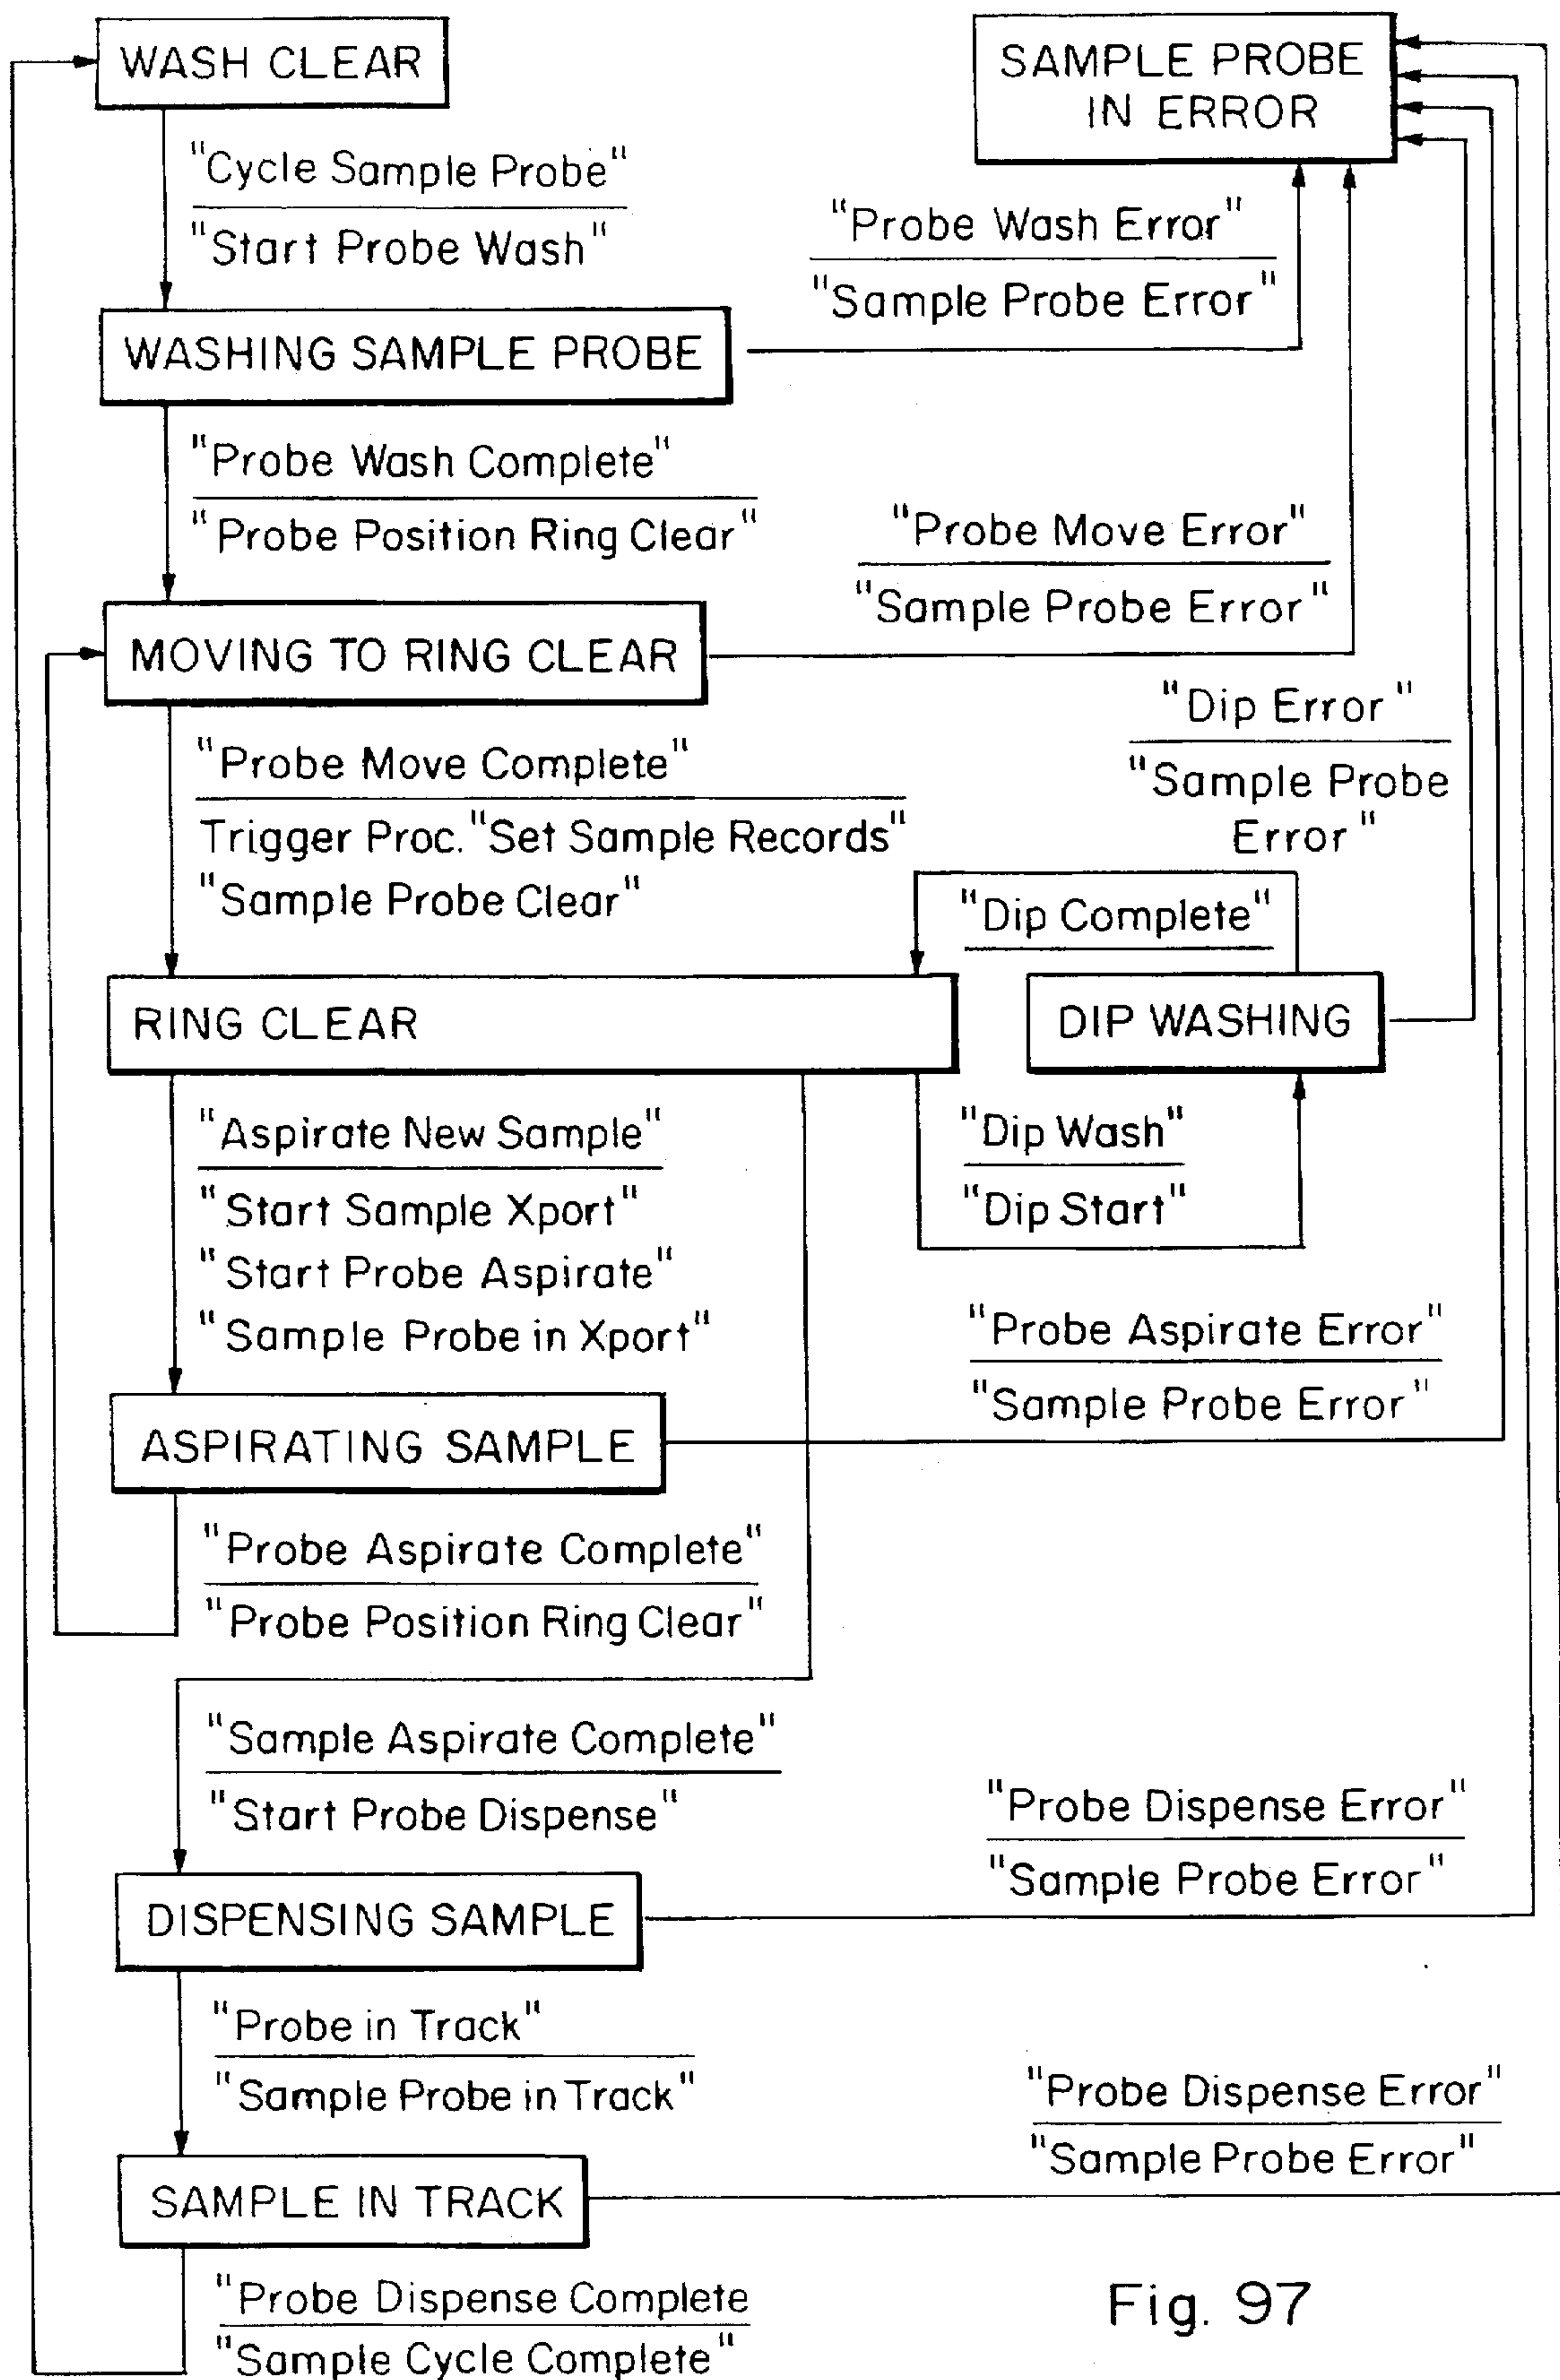 WASH CLEAR
SAMPLE PROBE
IN ERROR
"Cycle Sample Probe"
"Start Probe Wash"
"Probe Wash Error"
"Sample Probe Error"
WASHING SAMPLE PROBE
"Probe Wash Complete"
"Probe Position Ring Clear"
"Probe Move Error"
"Sample Probe Error"
MOVING TO RING CLEAR
"Dip Error"
"Sample Probe
Error"
"Probe Move Complete"
Trigger Proc. "Set Sample Records"
"Sample Probe Clear"
"Dip Complete"
RING CLEAR
DIP WASHING
"Aspirate New Sample"
"Start Sample Xport"
"Start Probe Aspirate"
"Sample Probe in Xport"
"Dip Wash"
"Dip Start"
"Probe Aspirate Error"
"Sample Probe Error"
ASPIRATING SAMPLE
"Probe Aspirate Complete"
"Probe Position Ring Clear"
"Sample Aspirate Complete"
"Start Probe Dispense"
"Probe Dispense Error"
"Sample Probe Error"
DISPENSING SAMPLE
"Probe in Track"
"Sample Probe in Track"
"Probe Dispense Error"
"Sample Probe Error"
SAMPLE IN TRACK
"Probe Dispense Complete
"Sample Cycle Complete"
Fig. 97